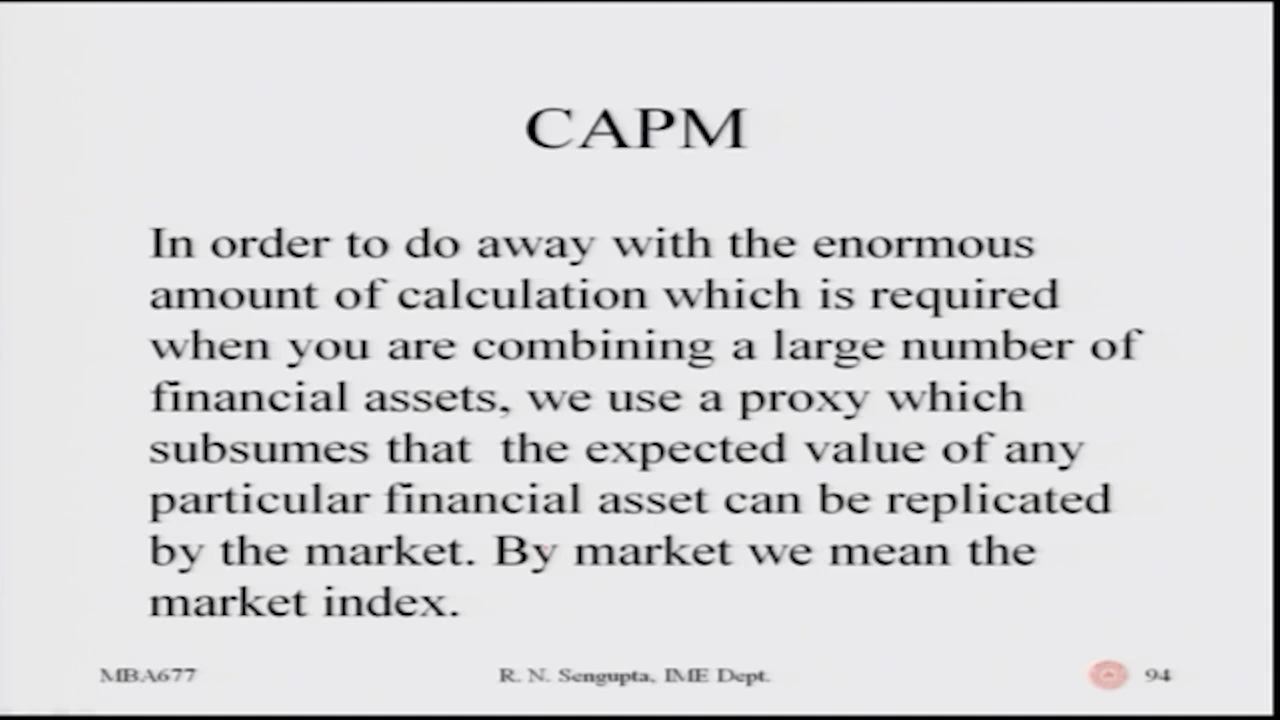 CAPM
In order to do away with the enormous
amount of calculation which is required
when you are combining a large number of
financial assets, we use a proxy which
subsumes that the expected value of any
particular financial asset can be replicated
by the market. By market we mean the
market index.
MBA677 R. N. Sengupta, IME Dept. 94